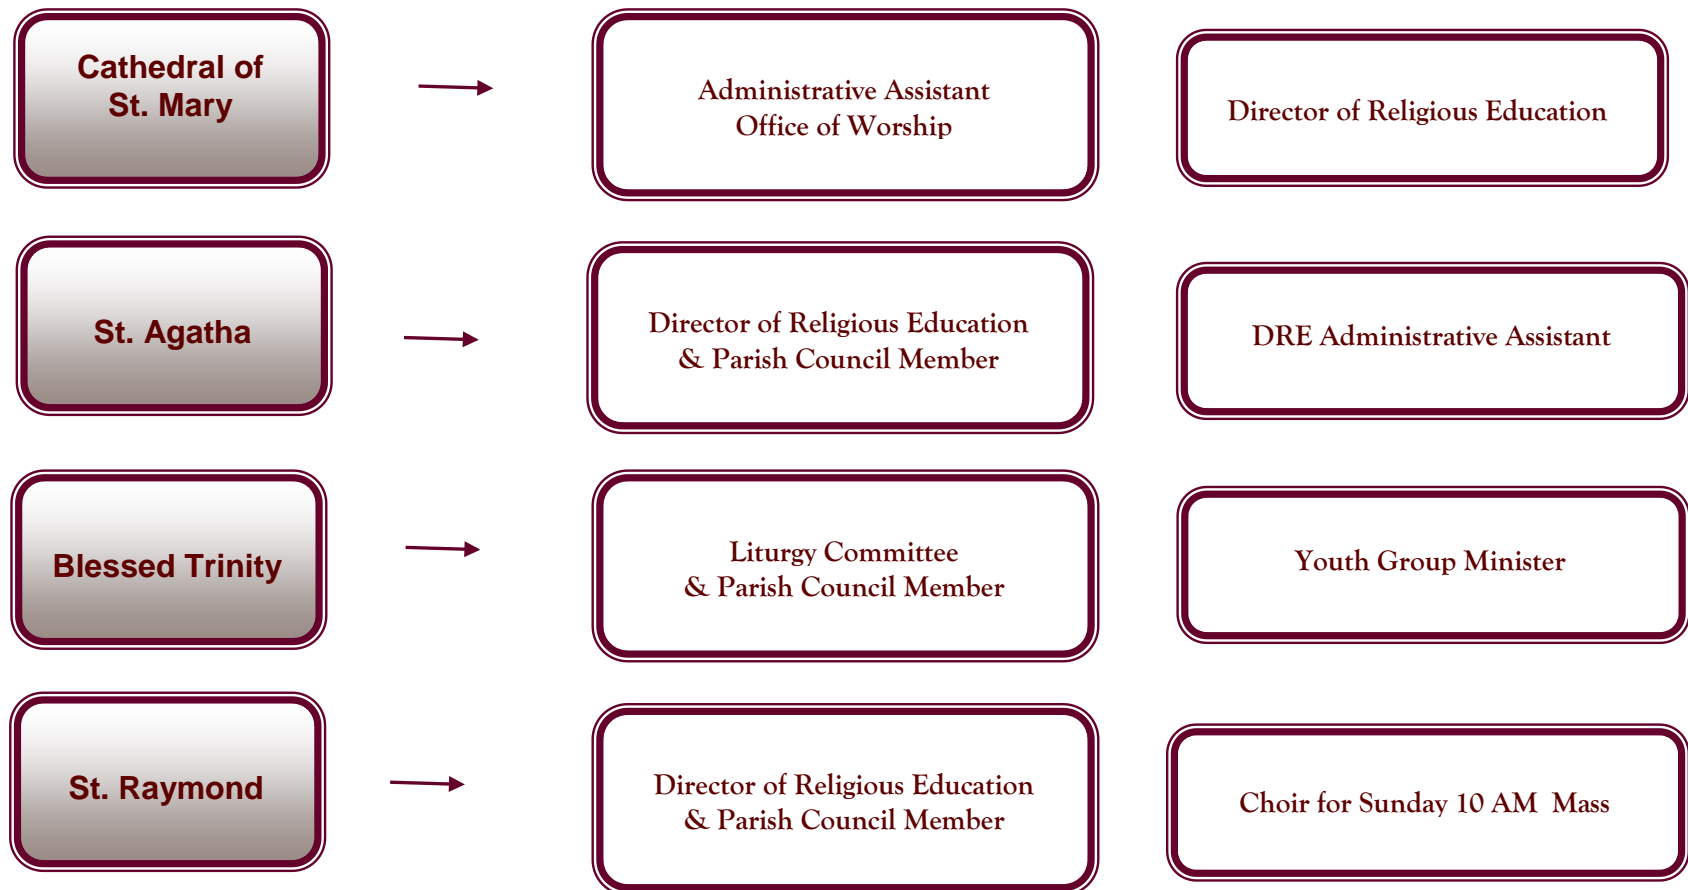 Cathedral of
St. Mary
Administrative Assistant
Office of Worship
Director of Religious Education
St. Agatha
Director of Religious Education
& Parish Council Member
DRE Administrative Assistant
Blessed Trinity
Liturgy Committee
& Parish Council Member
Youth Group Minister
St. Raymond
Director of Religious Education
& Parish Council Member
Choir for Sunday 10 AM  Mass